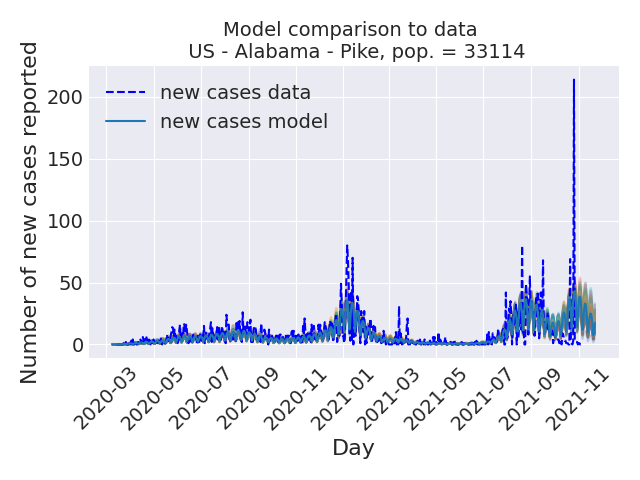 Model comparison to data
US - Alabama - Pike, pop. = 33114
Number of new cases reported
200
150
100
50
0
new cases data
new cases model
2020-03
2020-05
2020-07
2020-09
2020-11
2021-01
2021-03
2021-05
2021-07
2021-09
2021-11
Day